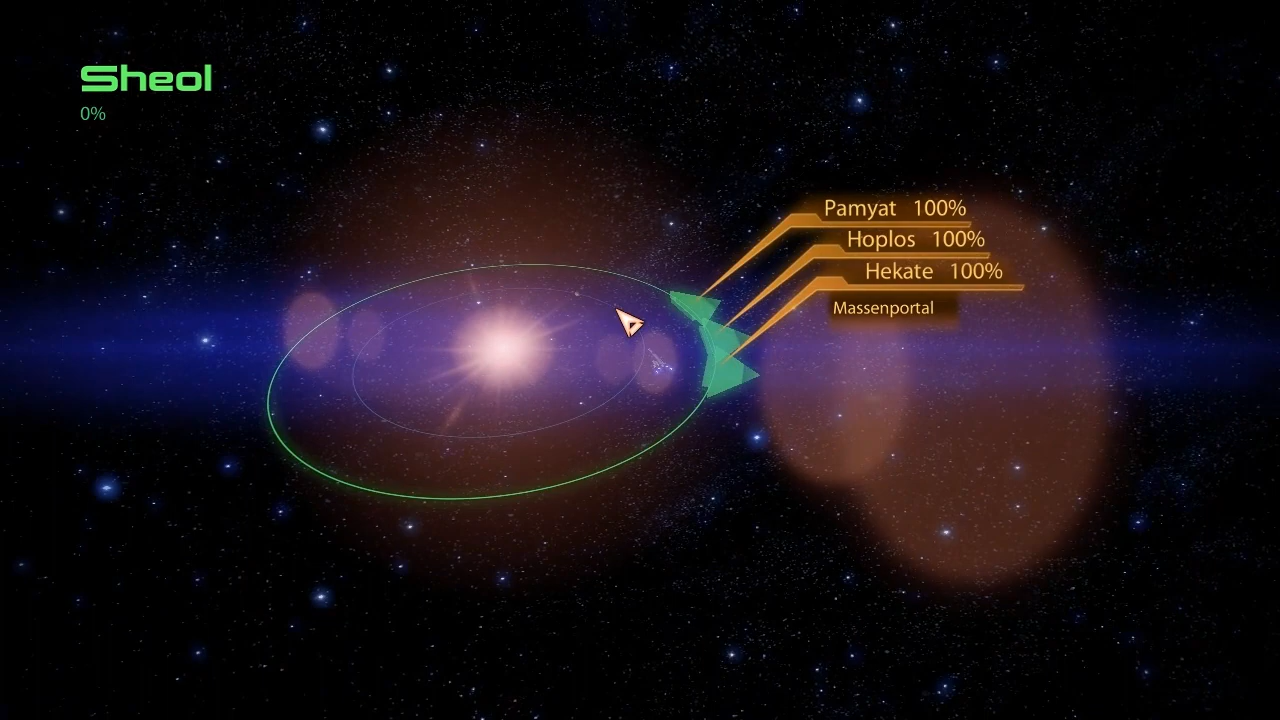 Sheol
0%
Pamyat 100%
Hoplos 100%
Hekate 100%
Massenportal